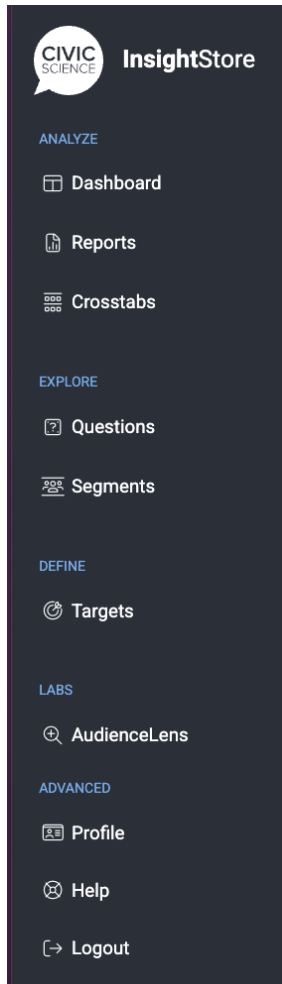 CIVIC
SCIENCE
InsightStore
ANALYZE
Dashboard
Reports
Crosstabs
EXPLORE
Questions
Segments
DEFINE
Targets
LABS
AudienceLens
ADVANCED
Profile
Help
Logout